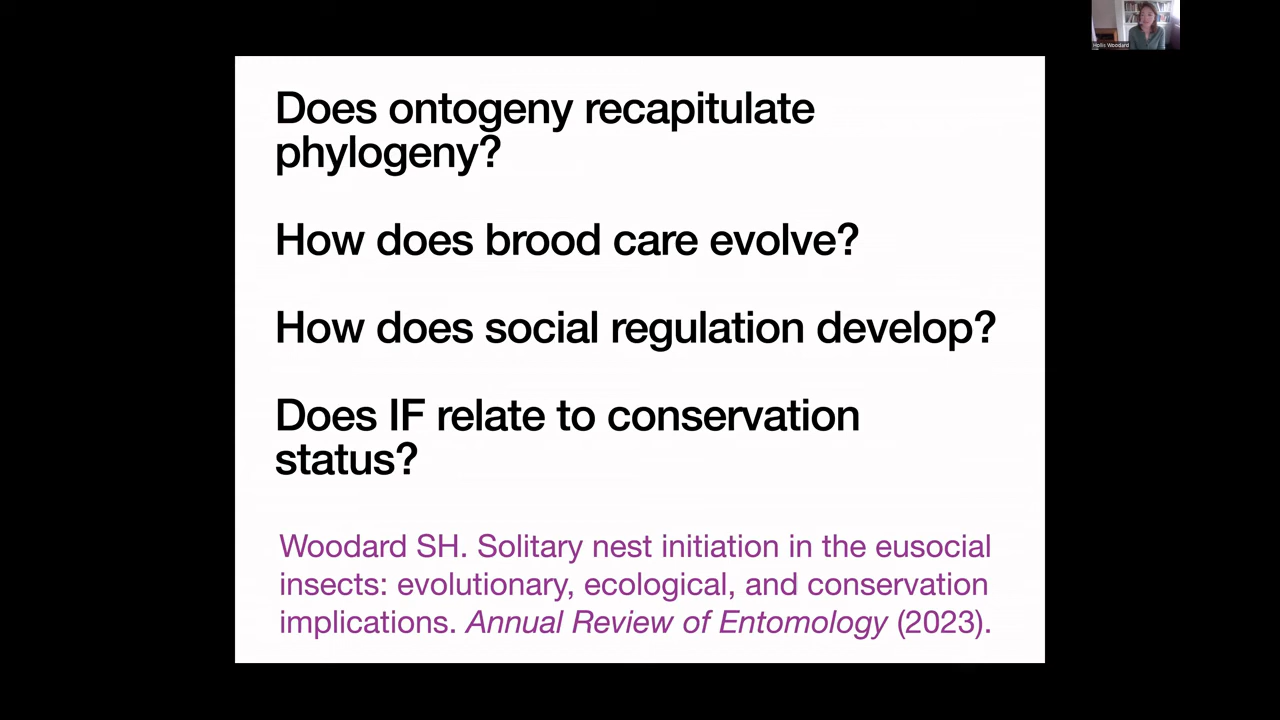 Hollis Woodard
Does ontogeny recapitulate
phylogeny?
How does brood care evolve?
How does social regulation develop?
Does IF relate to conservation
status?
Woodard SH. Solitary nest initiation in the eusocial
insects: evolutionary, ecological, and conservation
implications. Annual Review of Entomology (2023).